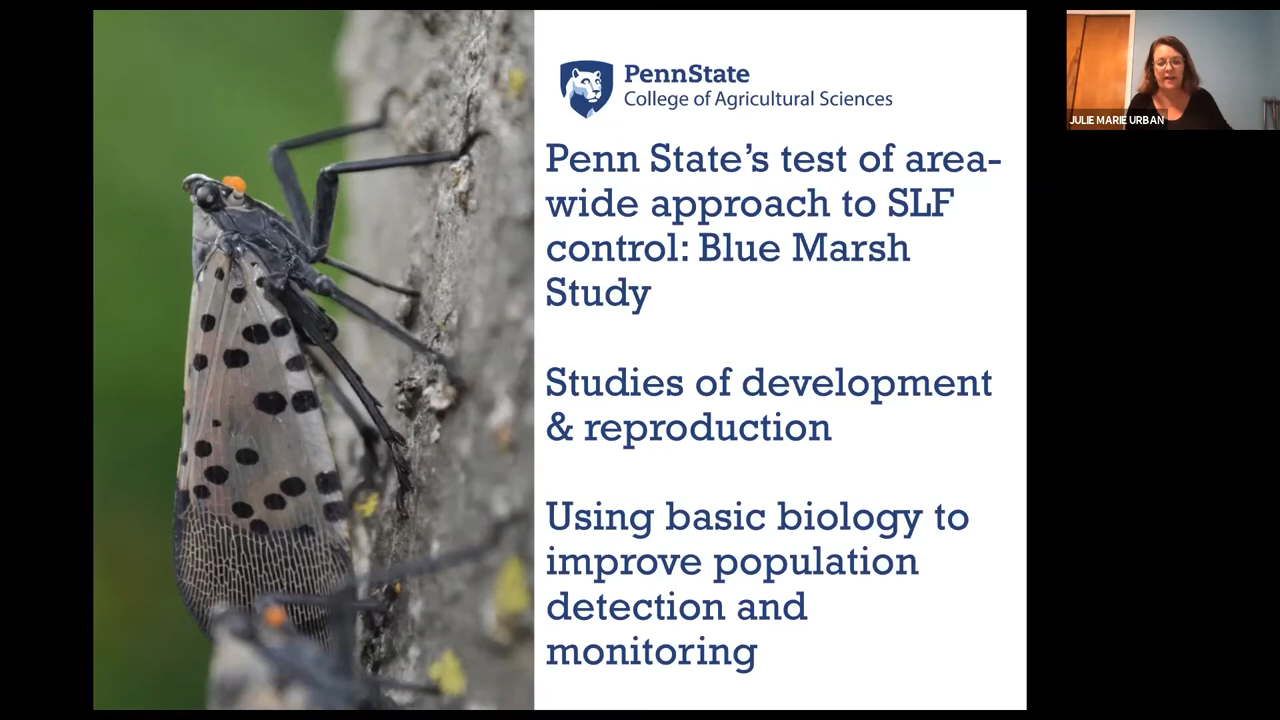 PennState
College of Agricultural Sciences
JULIE MARIE URBAN
Penn State’s test of area-
wide approach to SLF
control: Blue Marsh
Study
Studies of development
& reproduction
Using basic biology to
improve population
detection and
monitoring